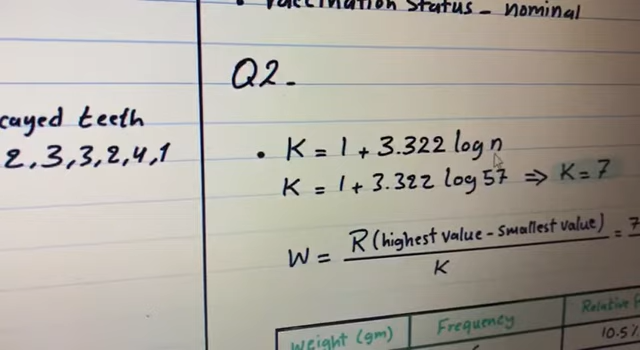 Vaccination Status - nominal
Q2.
cayed teeth
2,3,3,2,4,1
• K = 1 + 3.322 log n
K = 1 + 3.322 log 57 ⇒ K = 7
W = R (highest value - smallest value) / K = 7
Weight (gm) Frequency Relative F
10.5%